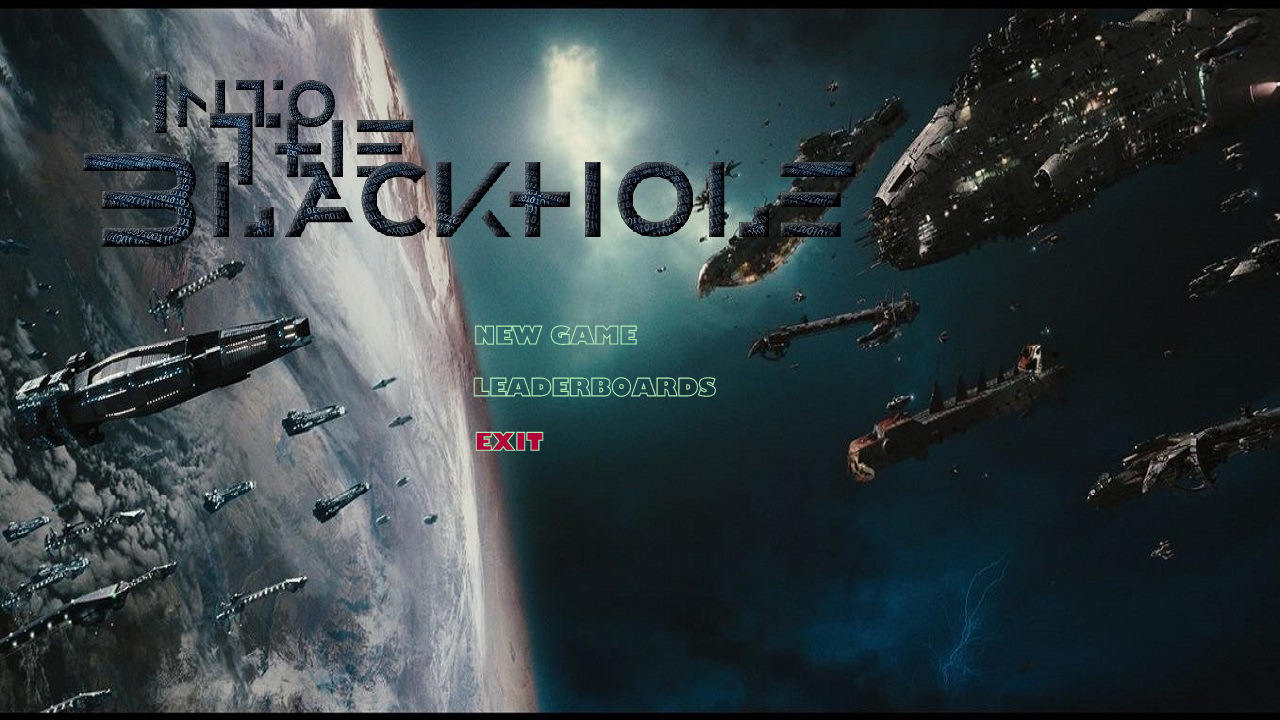 INTO
THE
BLACKHOLE
NEW GAME
LEADERBOARDS
EXIT